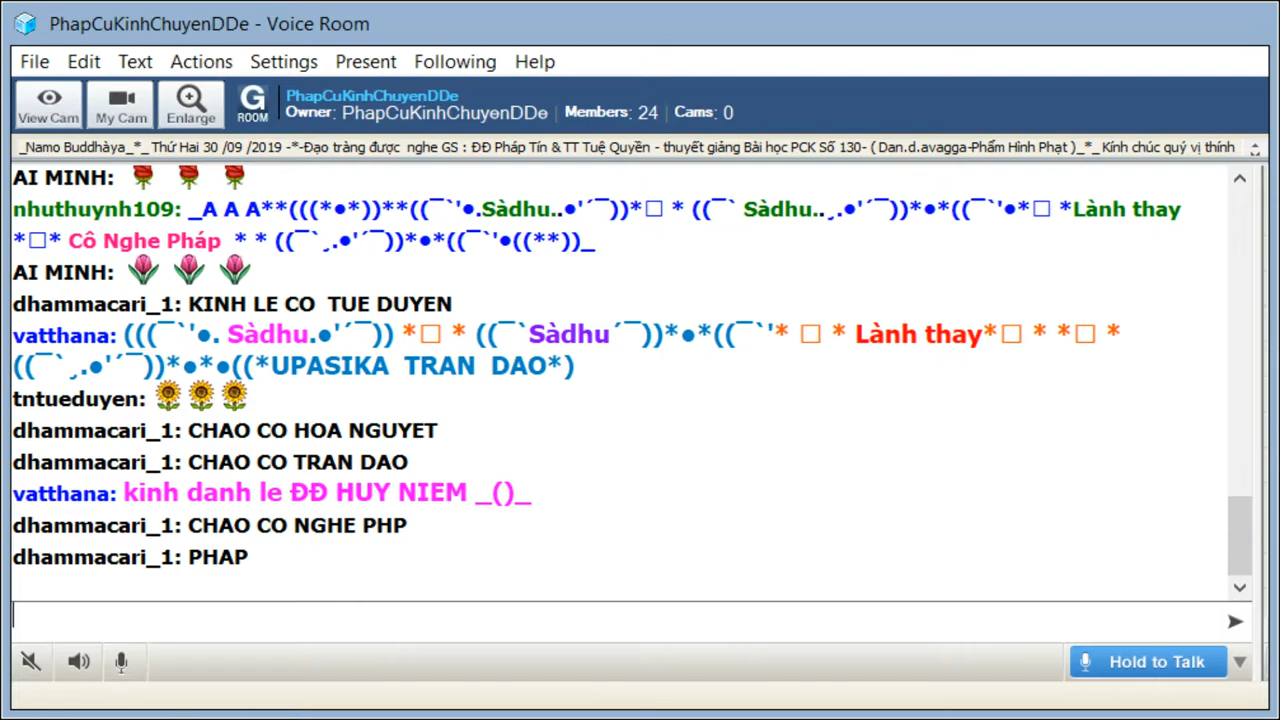 PhapCuKinhChuyenDDe - Voice Room
File Edit Text Actions Settings Present Following Help
View Cam My Cam Enlarge G ROOM PhapCuKinhChuyenDDe
Owner: PhapCuKinhChuyenDDe | Members: 24 | Cams: 0
_Namo Buddhàya_*_ Thứ Hai 30 /09 /2019 -*-Đạo tràng được nghe GS : ĐĐ Pháp Tín & TT Tuệ Quyền - thuyết giảng Bài học PCK Số 130- ( Dan.d.avagga-Phẩm Hình Phạt )_*_ Kính chúc quý vị thính
AI MINH:
nhuthuynh109: _A A A**(((*●*))**((¯`'●.Sàdhu..●'´¯))*□ * ((¯` Sàdhu..¸.●'´¯))*●*((¯`'●*□ *Lành thay
*□* Cô Nghe Pháp * * ((¯`¸.●'´¯))*●*((¯`'●((**))_
AI MINH:
dhammacari_1: KINH LE CO TUE DUYEN
vatthana: (((¯`'●. Sàdhu.●'´¯)) *□ * ((¯`Sàdhu´¯))*●*((¯`'* □ * Lành thay*□ * *□ *
((¯`¸.●'´¯))*●*●((*UPASIKA TRAN DAO*)
tntueduyen:
dhammacari_1: CHAO CO HOA NGUYET
dhammacari_1: CHAO CO TRAN DAO
vatthana: kinh danh le ĐĐ HUY NIEM _()_
dhammacari_1: CHAO CO NGHE PHP
dhammacari_1: PHAP
Hold to Talk